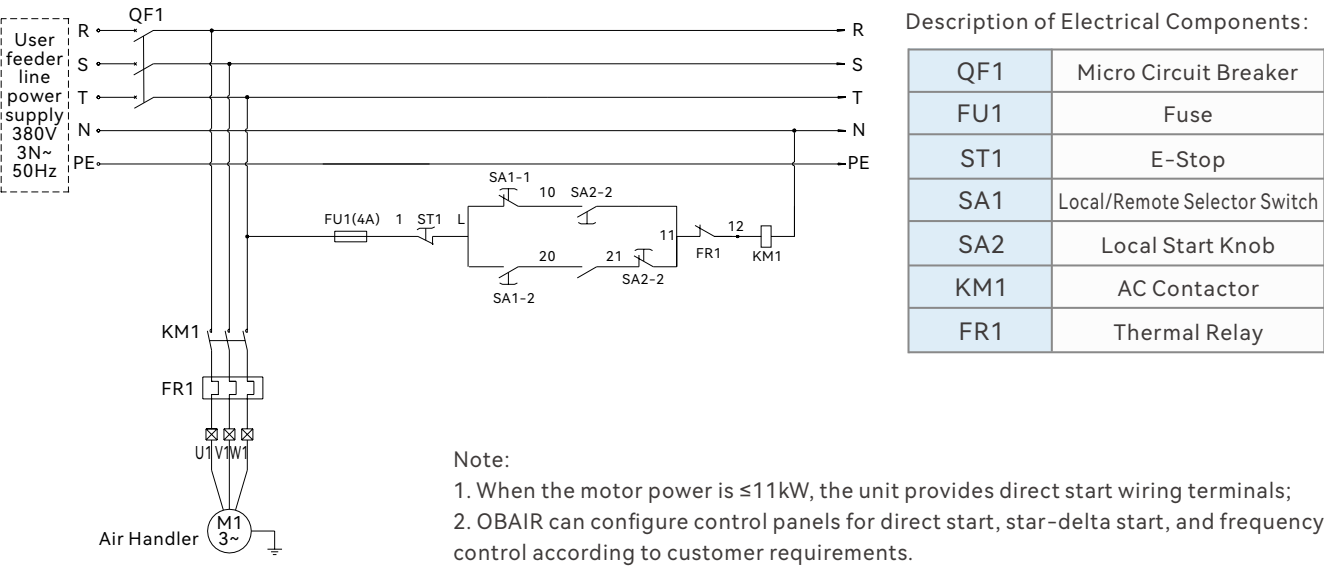 QF1
User
feeder
line
power
supply
380V
3N~
50Hz
R
S
T
N
PE
R
S
T
N
PE
SA1-1
10
SA2-2
FU1(4A)
1
ST1
L
11
FR1
12
KM1
20
21
SA2-2
SA1-2
KM1
FR1
U1 V1 W1
Air Handler
M1
3~
Description of Electrical Components:
QF1 Micro Circuit Breaker
FU1 Fuse
ST1 E-Stop
SA1 Local/Remote Selector Switch
SA2 Local Start Knob
KM1 AC Contactor
FR1 Thermal Relay
Note:
1. When the motor power is ≤11kW, the unit provides direct start wiring terminals;
2. OBAIR can configure control panels for direct start, star-delta start, and frequency
control according to customer requirements.